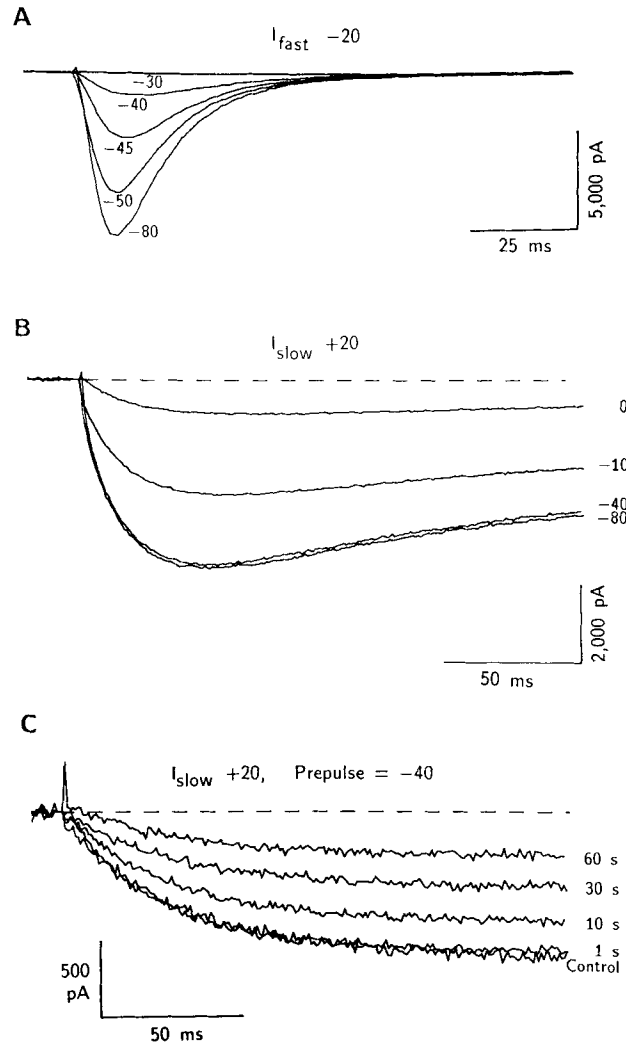 A
I fast −20
−30
−40
−45
−50
−80
5,000 pA
25 ms
B
I slow +20
0
−10
−40
−80
2,000 pA
50 ms
C
I slow +20, Prepulse = −40
60 s
30 s
10 s
1 s
Control
500 pA
50 ms